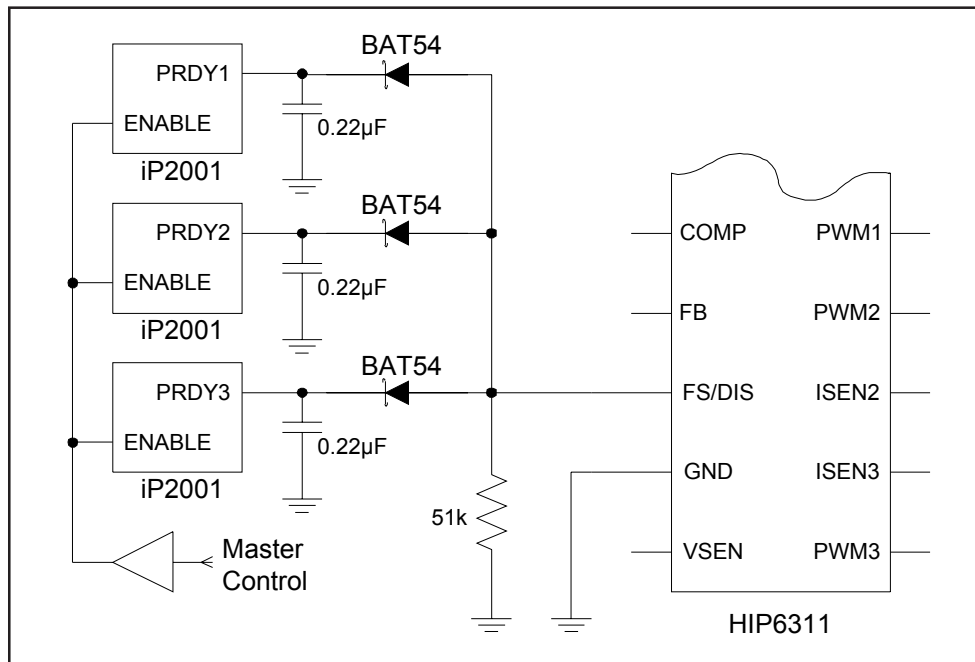 PRDY1
ENABLE
iP2001
BAT54
0.22µF
PRDY2
ENABLE
iP2001
BAT54
0.22µF
PRDY3
ENABLE
iP2001
BAT54
0.22µF
Master
Control
51k
COMP
PWM1
FB
PWM2
FS/DIS
ISEN2
GND
ISEN3
VSEN
PWM3
HIP6311